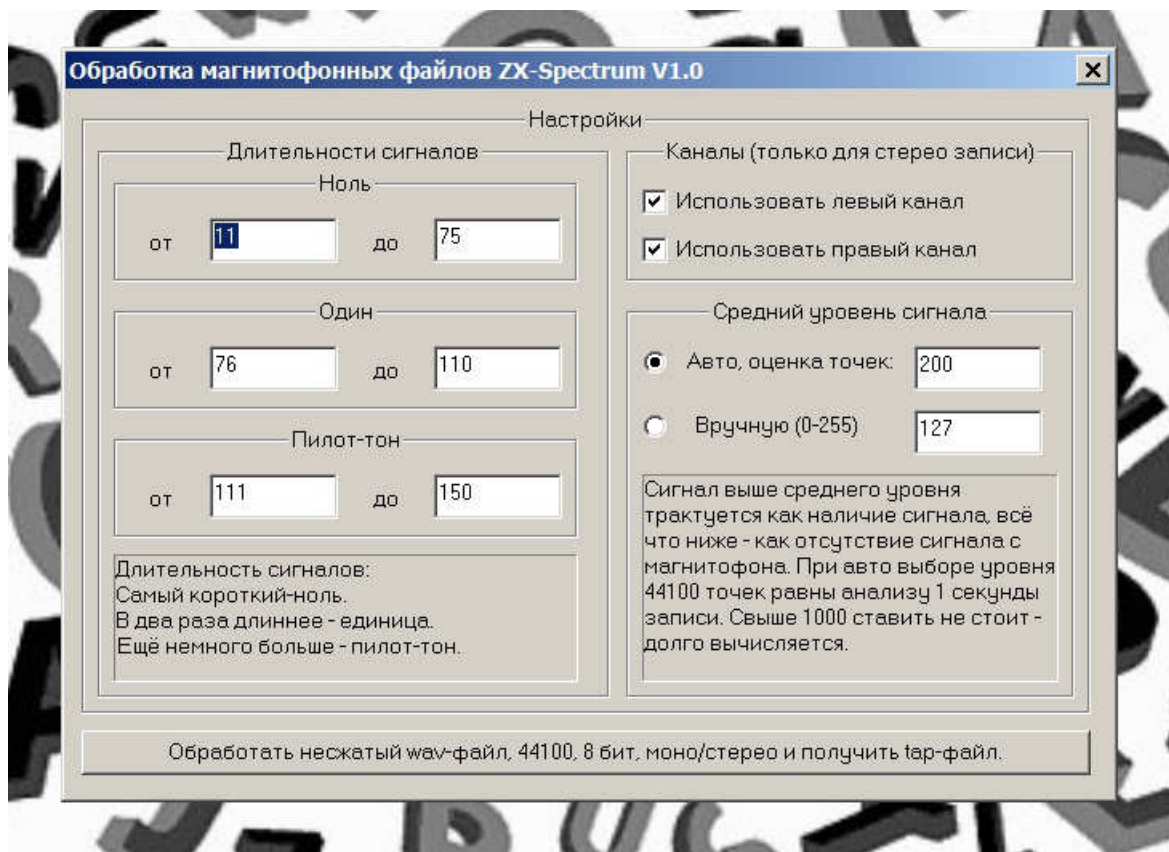 Обработка магнитофонных файлов ZX-Spectrum V1.0
Настройки
Длительности сигналов
Ноль
от 11 до 75
Один
от 76 до 110
Пилот-тон
от 111 до 150
Длительность сигналов:
Самый короткий-ноль.
В два раза длиннее - единица.
Ещё немного больше - пилот-тон.
Каналы (только для стерео записи)
Использовать левый канал
Использовать правый канал
Средний уровень сигнала
Авто, оценка точек: 200
Вручную (0-255) 127
Сигнал выше среднего уровня
трактуется как наличие сигнала, всё
что ниже - как отсутствие сигнала с
магнитофона. При авто выборе уровня
44100 точек равны анализу 1 секунды
записи. Свыше 1000 ставить не стоит -
долго вычисляется.
Обработать несжатый wav-файл, 44100, 8 бит, моно/стерео и получить tap-файл.